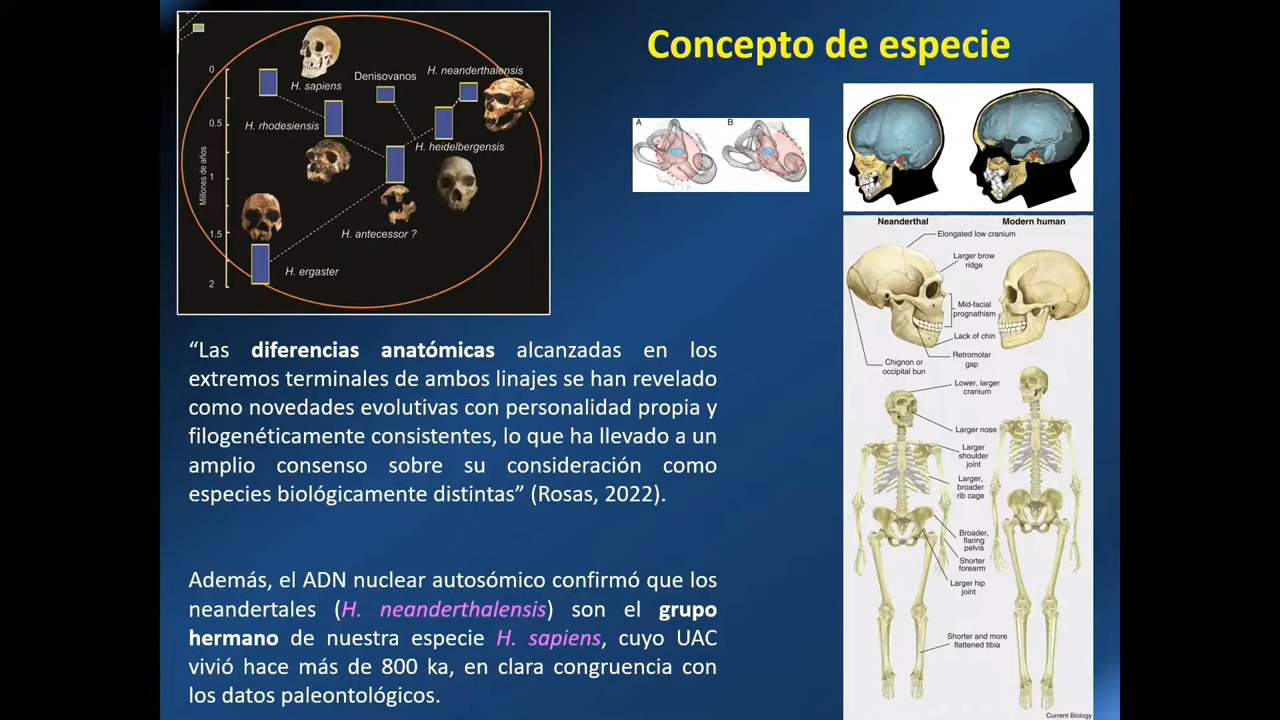 Concepto de especie
0
0.5
1
1.5
2
Millones de años
H. sapiens
Denisovanos
H. neanderthalensis
H. rhodesiensis
H. heidelbergensis
H. antecessor ?
H. ergaster
A
B
Neanderthal
Modern human
Elongated low cranium
Larger brow
ridge
Mid-facial
prognathism
Lack of chin
Retromolar
gap
Chignon or
occipital bun
Lower, larger
cranium
Larger nose
Larger
shoulder
joint
Larger,
broader
rib cage
Broader,
flaring
pelvis
Shorter
forearm
Larger hip
joint
Shorter and more
flattened tibia
Current Biology
“Las diferencias anatómicas alcanzadas en los
extremos terminales de ambos linajes se han revelado
como novedades evolutivas con personalidad propia y
filogenéticamente consistentes, lo que ha llevado a un
amplio consenso sobre su consideración como
especies biológicamente distintas” (Rosas, 2022).
Además, el ADN nuclear autosómico confirmó que los
neandertales (H. neanderthalensis) son el grupo
hermano de nuestra especie H. sapiens, cuyo UAC
vivió hace más de 800 ka, en clara congruencia con
los datos paleontológicos.